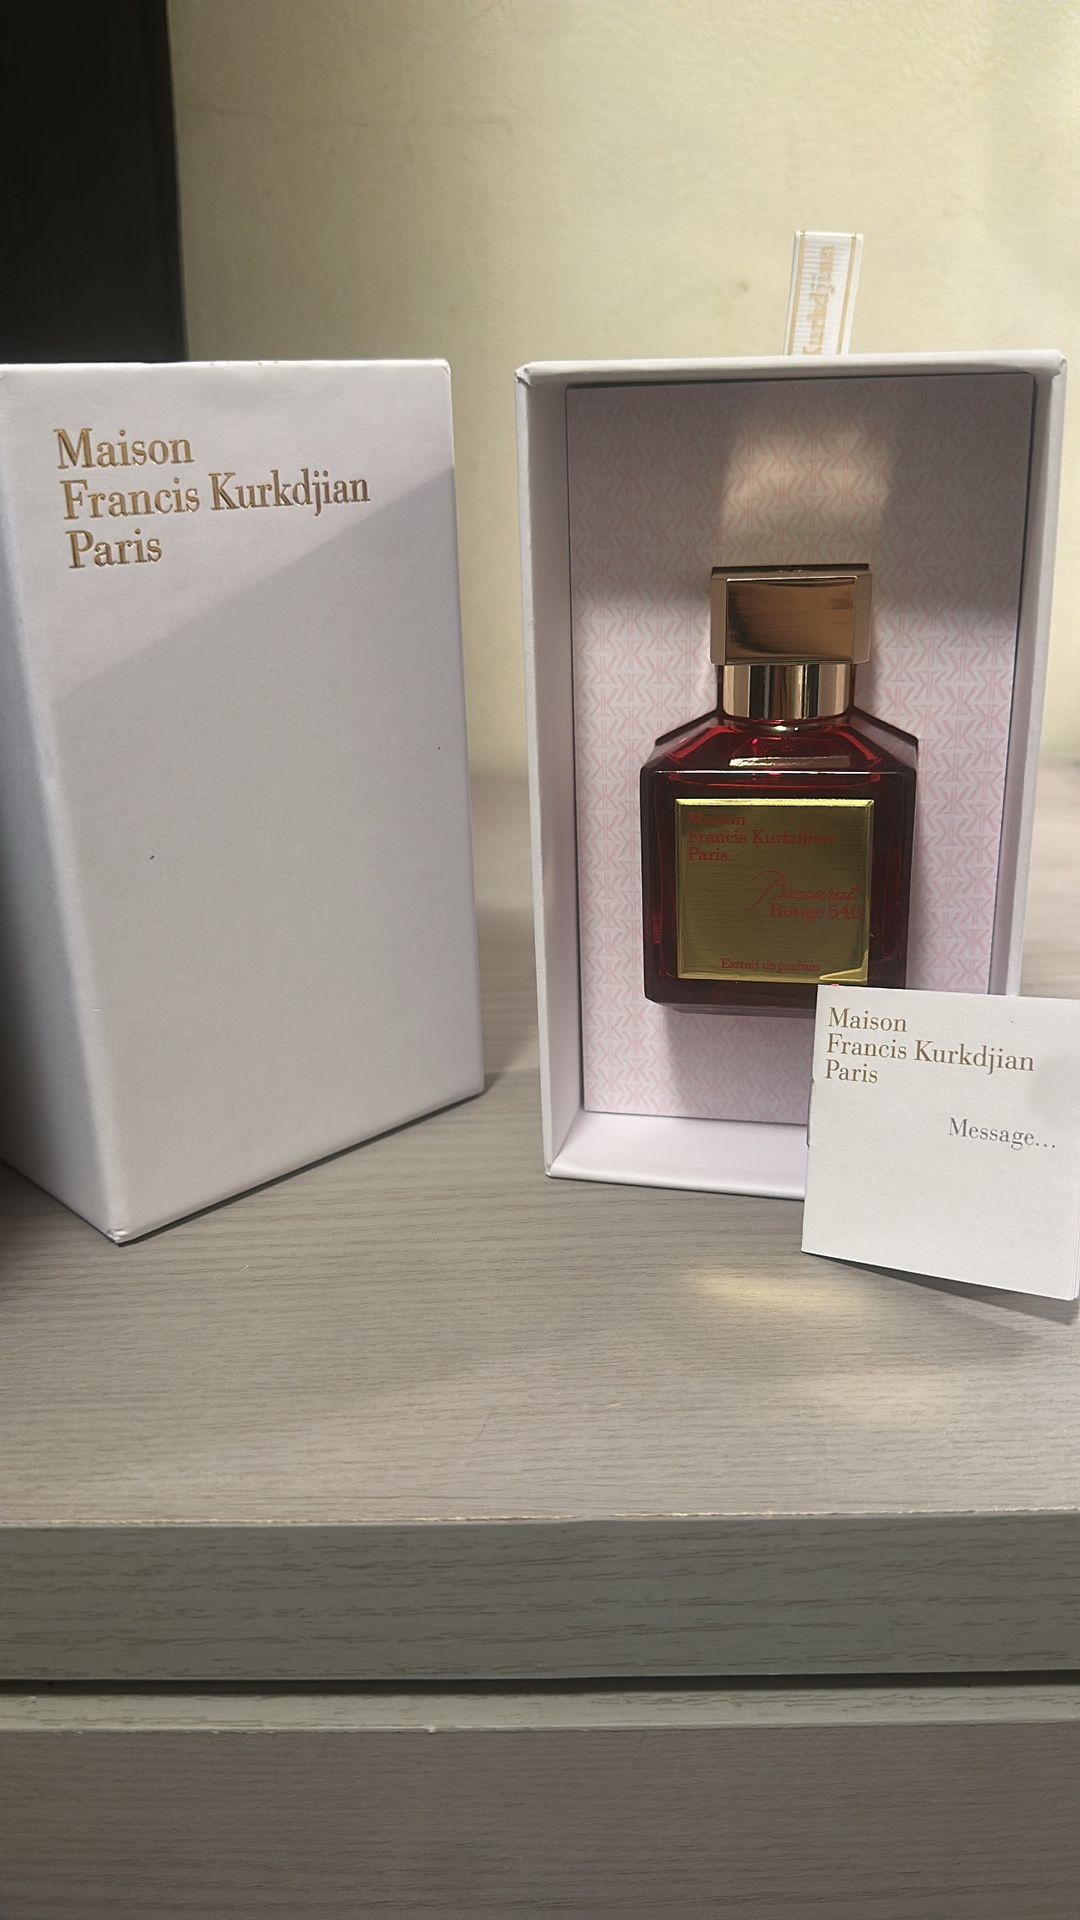 Maison
Francis Kurkdjian
Paris
Kurkdjian
Maison
Francis Kurkdjian
Paris
Baccarat
Rouge 540
Extrait de parfum
Maison
Francis Kurkdjian
Paris
Message...